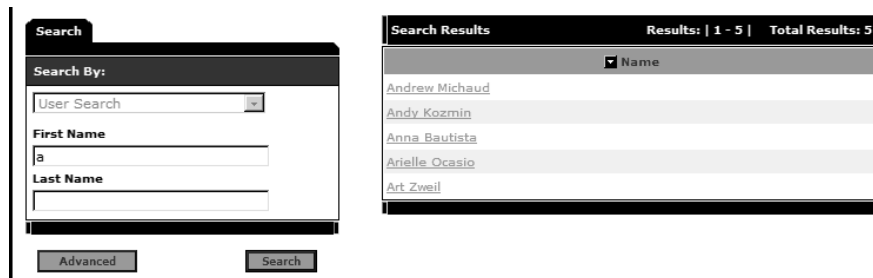 Search
Search By:
User Search
First Name
a
Last Name
Advanced Search
Search Results Results: | 1 - 5 | Total Results: 5
Name
Andrew Michaud
Andy Kozmin
Anna Bautista
Arielle Ocasio
Art Zweil